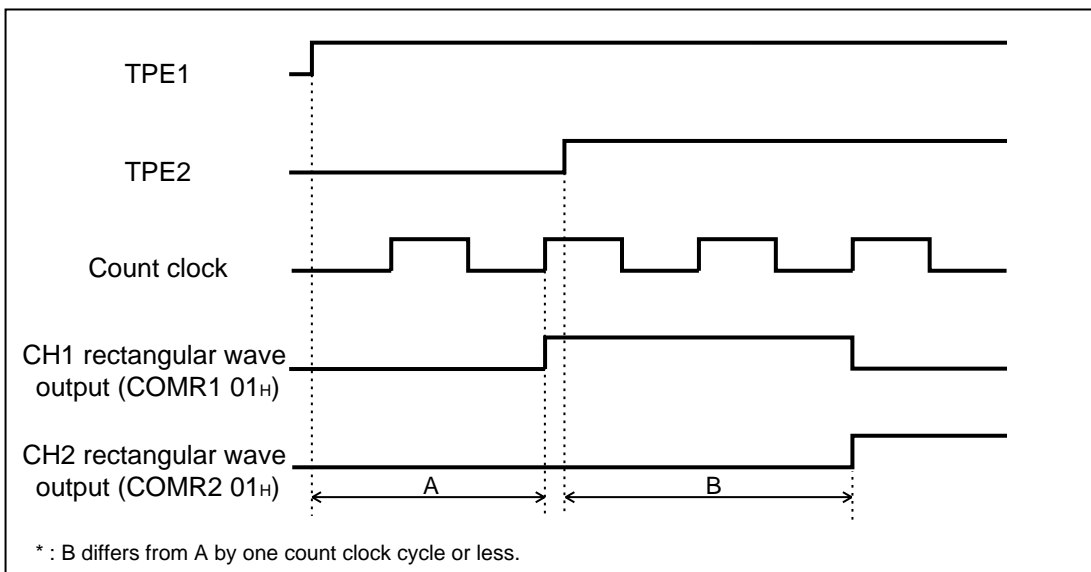 TPE1
TPE2
Count clock
CH1 rectangular wave
output (COMR1 01H)
CH2 rectangular wave
output (COMR2 01H)
A
B
* : B differs from A by one count clock cycle or less.